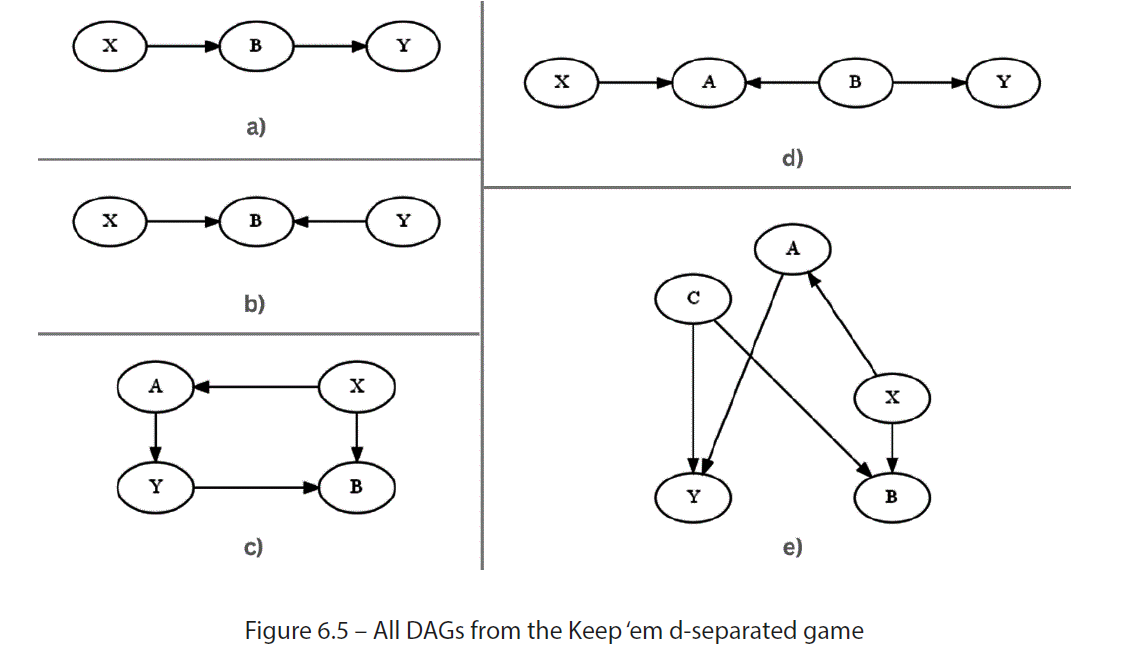 X B Y
a)
X B Y
b)
A X
Y B
c)
X A B Y
d)
A
C
X
Y B
e)
Figure 6.5 – All DAGs from the Keep ‘em d-separated game